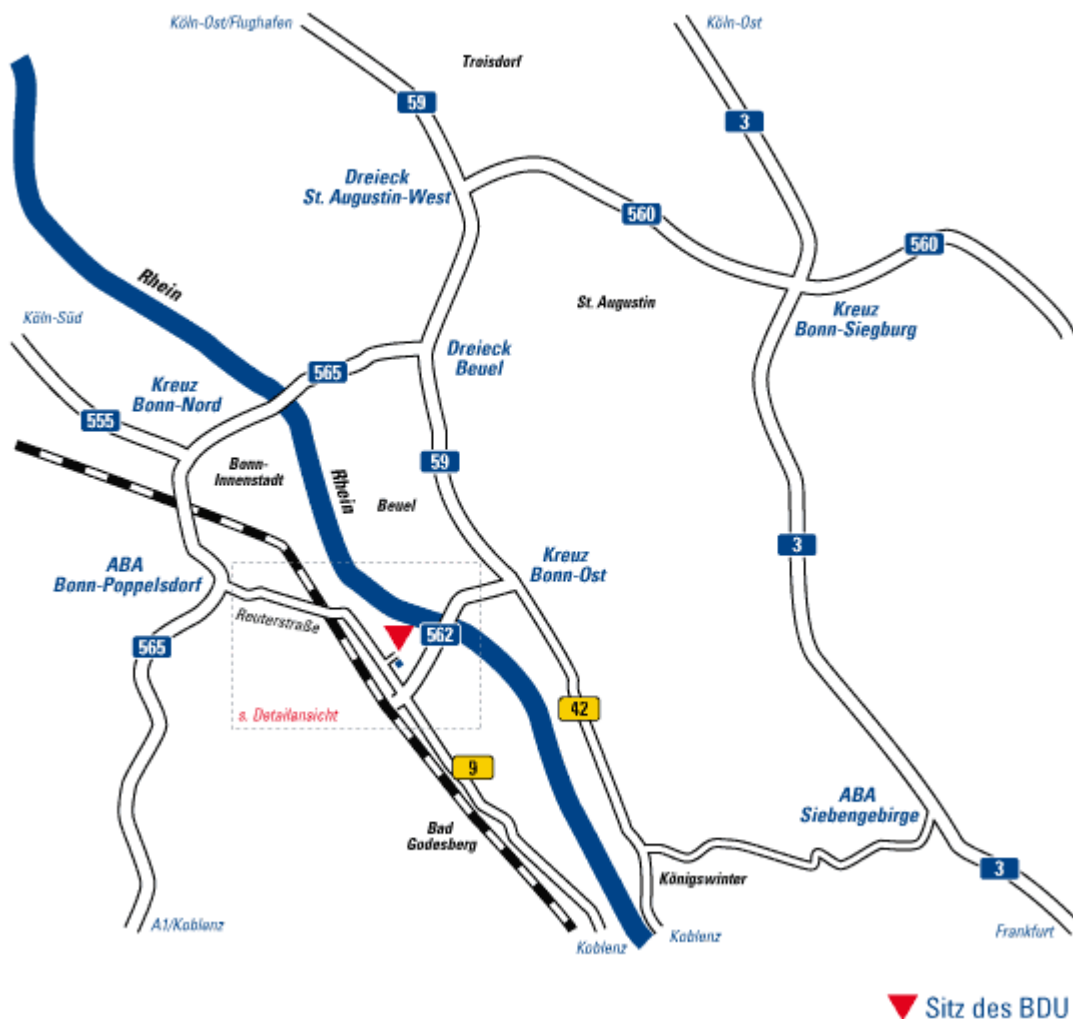 Köln-Ost/Flughafen
Köln-Ost
Troisdorf
59
3
Dreieck
St. Augustin-West
560
560
Rhein
St. Augustin
Kreuz
Bonn-Siegburg
Köln-Süd
Dreieck
Beuel
565
Kreuz
Bonn-Nord
555
59
Bonn-
Innenstadt
Rhein
Beuel
3
ABA
Bonn-Poppelsdorf
Kreuz
Bonn-Ost
Reuterstraße
562
565
s. Detailansicht
42
9
ABA
Siebengebirge
Bad
Godesberg
3
Königswinter
A1/Koblenz
Koblenz
Koblenz
Frankfurt
Sitz des BDU